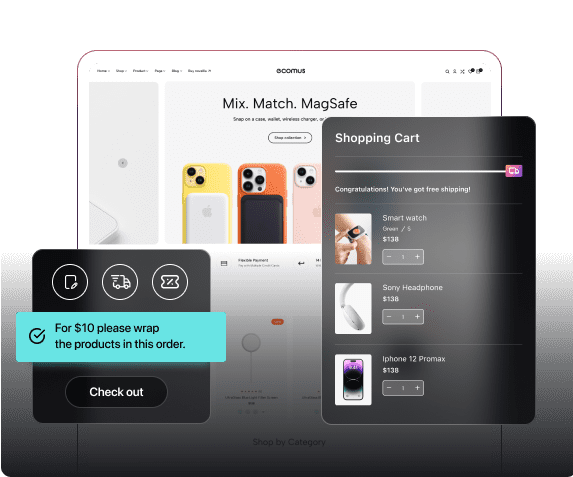 Home
Shop
Product
Page
Blog
Buy now
ecomus
Mix. Match. MagSafe
Snap on a case, wallet, wireless charger, or
Shop collection
Shopping Cart
Congratulations! You've got free shipping!
Smart watch
Green / S
$138
1
Sony Headphone
$138
1
Iphone 12 Promax
$138
1
Flexible Payment
Pay with Multiple Credit Cards
14
For $10 please wrap
the products in this order.
Check out
Shop by Category